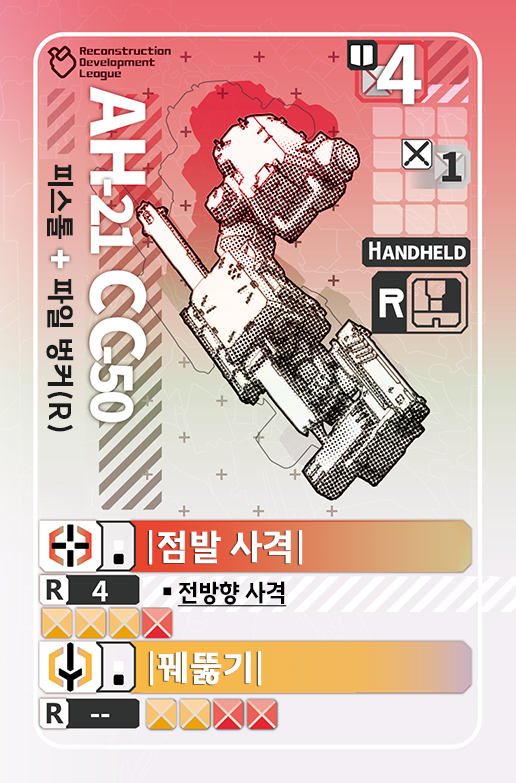 Reconstruction
Development
League
4
1
HANDHELD
R
AH-21 CC-50
피스톨 + 파일 벙커(R)
|점발 사격|
R 4
▪ 전방향 사격
|꿰뚫기|
R --